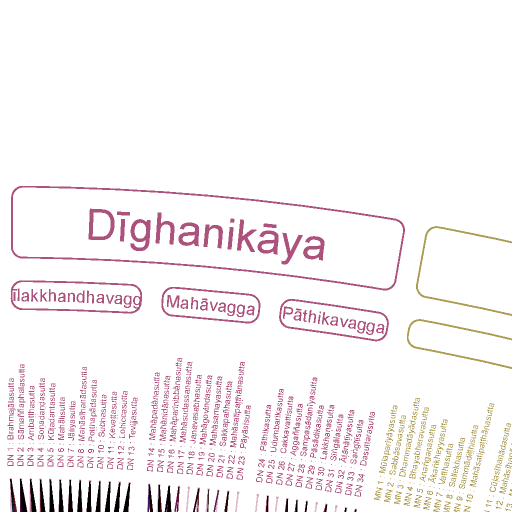 Dīghanikāya
īlakkhandhavagg
Mahāvagga
Pāthikavagga
DN 1 : Brahmajālasutta
DN 2 : Sāmaññaphalasutta
DN 3 : Ambaṭṭhasutta
DN 4 : Soṇadaṇḍasutta
DN 5 : Kūṭadantasutta
DN 6 : Mahālisutta
DN 7 : Jāliyasutta
DN 8 : Mahāsīhanādasutta
DN 9 : Poṭṭhapādasutta
DN 10 : Subhasutta
DN 11 : Kevaṭṭasutta
DN 12 : Lohiccasutta
DN 13 : Tevijjasutta
DN 14 : Mahāpadānasutta
DN 15 : Mahānidānasutta
DN 16 : Mahāparinibbānasutta
DN 17 : Mahāsudassanasutta
DN 18 : Janavasabhasutta
DN 19 : Mahāgovindasutta
DN 20 : Mahāsamayasutta
DN 21 : Sakkapañhasutta
DN 22 : Mahāsatipaṭṭhānasutta
DN 23 : Pāyāsisutta
DN 24 : Pāthikasutta
DN 25 : Udumbarikasutta
DN 26 : Cakkavattisutta
DN 27 : Aggaññasutta
DN 28 : Sampasādanīyasutta
DN 29 : Pāsādikasutta
DN 30 : Lakkhaṇasutta
DN 31 : Siṅgālasutta
DN 32 : Āṭānāṭiyasutta
DN 33 : Saṅgītisutta
DN 34 : Dasuttarasutta
MN 1 : Mūlapariyāyasutta
MN 2 : Sabbāsavasutta
MN 3 : Dhammadāyādasutta
MN 4 : Bhayabheravasutta
MN 5 : Anaṅgaṇasutta
MN 6 : Ākaṅkheyyasutta
MN 7 : Vatthasutta
MN 8 : Sallekhasutta
MN 9 : Sammādiṭṭhisutta
MN 10 : Mahāsatipaṭṭhānasutta
MN 11 : Cūḷasīhanādasutta
MN 12 :